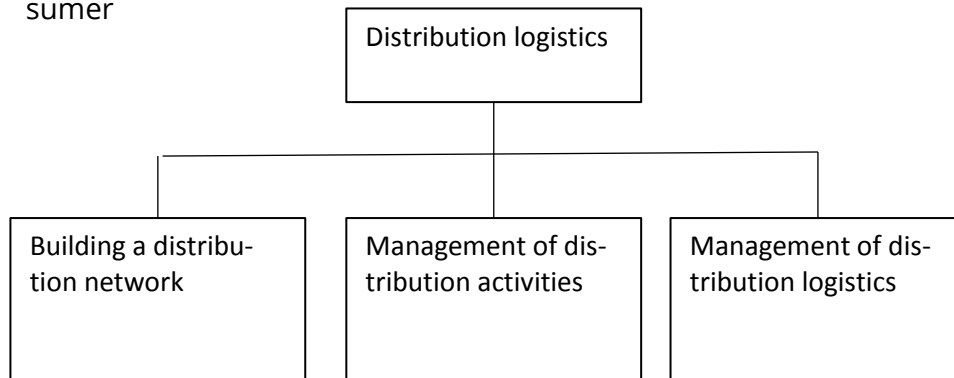 sumer
Distribution logistics
Building a distribu-
tion network
Management of dis-
tribution activities
Management of dis-
tribution logistics